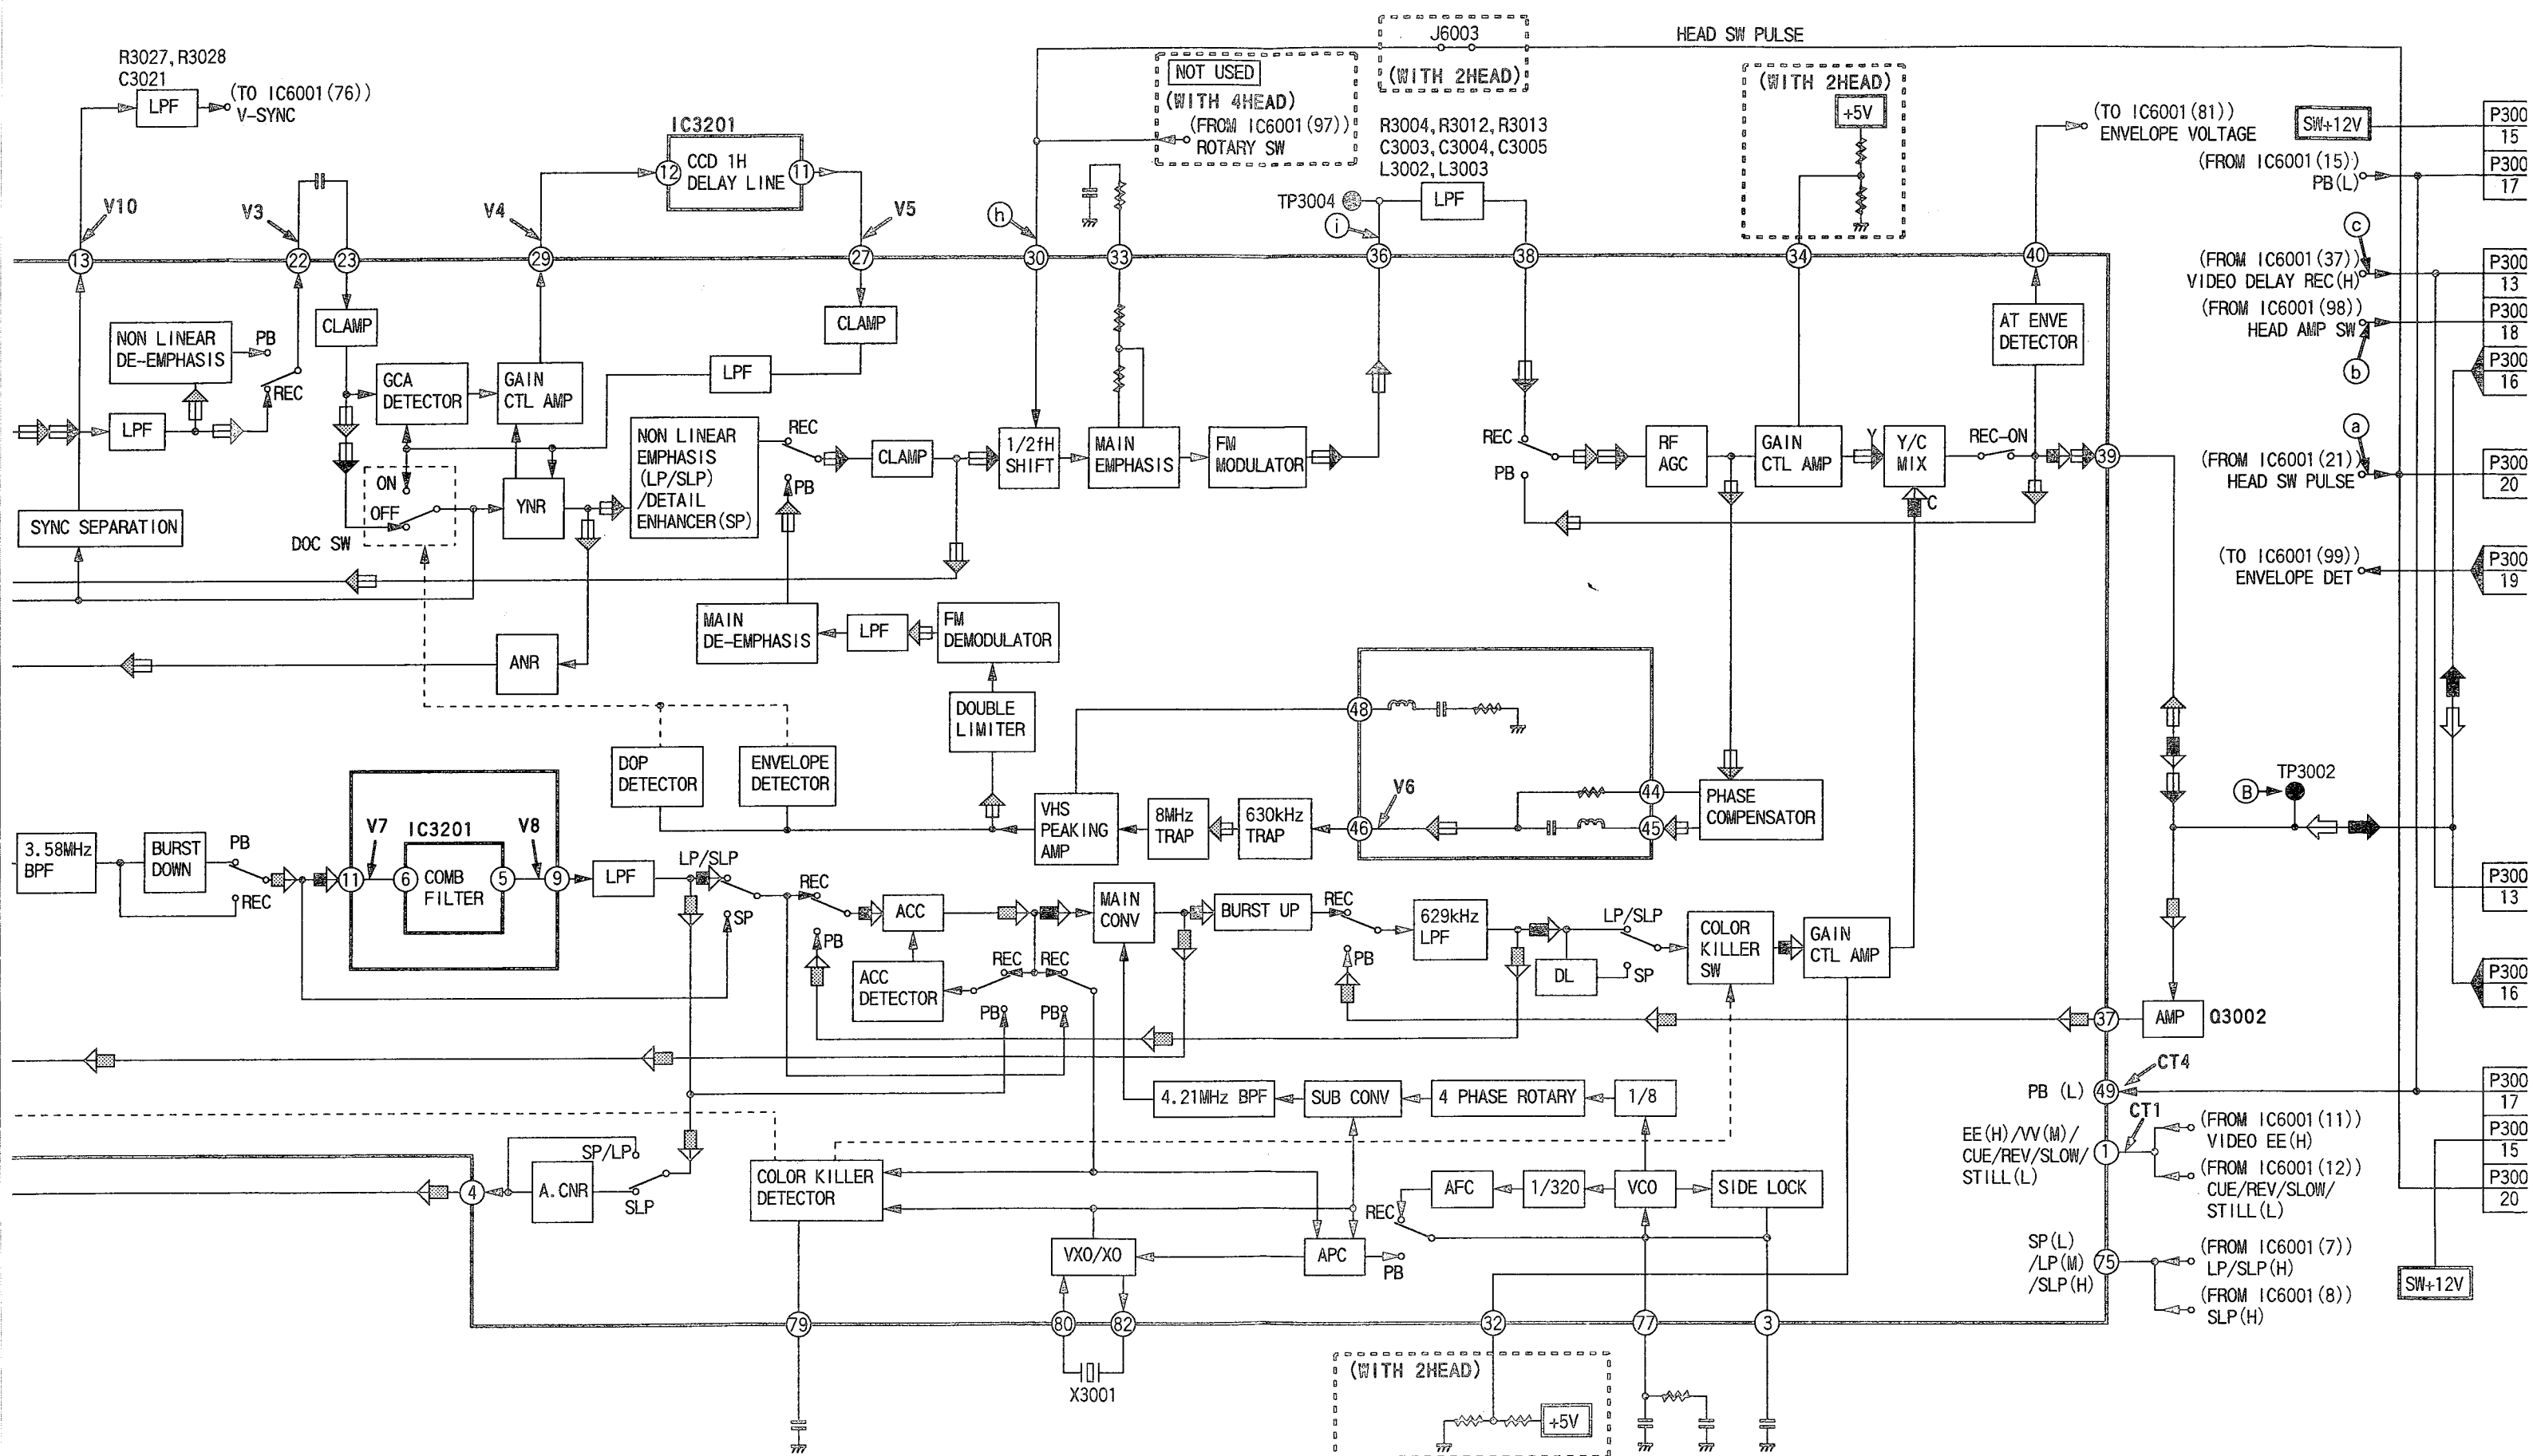 R3027, R3028
C3021
LPF
(TO IC6001(76))
V-SYNC
J6003
(WITH 2HEAD)
HEAD SW PULSE
NOT USED
(WITH 4HEAD)
(FROM IC6001(97))
ROTARY SW
R3004, R3012, R3013
C3003, C3004, C3005
L3002, L3003
LPF
TP3004
(WITH 2HEAD)
+5V
(TO IC6001(81))
ENVELOPE VOLTAGE
SW+12V
P300
15
(FROM IC6001(15))
PB(L)
P300
17
IC3201
12
CCD 1H
DELAY LINE
11
V10
V3
V4
V5
h
i
c
13
22
23
29
27
30
33
36
38
34
40
(FROM IC6001(37))
VIDEO DELAY REC(H)
P300
13
(FROM IC6001(98))
HEAD AMP SW
P300
18
b
P300
16
NON LINEAR
DE-EMPHASIS
PB
REC
LPF
CLAMP
GCA
DETECTOR
GAIN
CTL AMP
LPF
CLAMP
AT ENVE
DETECTOR
NON LINEAR
EMPHASIS
(LP/SLP)
/DETAIL
ENHANCER(SP)
REC
PB
CLAMP
1/2fH
SHIFT
MAIN
EMPHASIS
FM
MODULATOR
REC
PB
RF
AGC
GAIN
CTL AMP
Y
Y/C
MIX
C
REC-ON
39
a
(FROM IC6001(21))
HEAD SW PULSE
P300
20
SYNC SEPARATION
DOC SW
ON
OFF
YNR
(TO IC6001(99))
ENVELOPE DET
P300
19
ANR
MAIN
DE-EMPHASIS
LPF
FM
DEMODULATOR
DOUBLE
LIMITER
48
DOP
DETECTOR
ENVELOPE
DETECTOR
VHS
PEAKING
AMP
8MHz
TRAP
630kHz
TRAP
46
V6
44
45
PHASE
COMPENSATOR
B
TP3002
3.58MHz
BPF
BURST
DOWN
PB
REC
11
V7
IC3201
6
COMB
FILTER
5
V8
9
LPF
LP/SLP
SP
REC
PB
ACC
ACC
DETECTOR
REC
REC
PB
PB
MAIN
CONV
BURST UP
REC
PB
629kHz
LPF
DL
LP/SLP
SP
COLOR
KILLER
SW
GAIN
CTL AMP
P300
13
P300
16
37
AMP
Q3002
CT4
PB (L)
49
P300
17
4.21MHz BPF
SUB CONV
4 PHASE ROTARY
1/8
CT1
EE(H)/VV(M)/
CUE/REV/SLOW/
STILL(L)
1
(FROM IC6001(11))
VIDEO EE(H)
(FROM IC6001(12))
CUE/REV/SLOW/
STILL(L)
P300
15
P300
20
4
A.CNR
SP/LP
SLP
COLOR KILLER
DETECTOR
AFC
1/320
VCO
SIDE LOCK
REC
VXO/XO
APC
PB
SP(L)
/LP(M)
/SLP(H)
75
(FROM IC6001(7))
LP/SLP(H)
(FROM IC6001(8))
SLP(H)
SW+12V
79
80
82
32
77
3
X3001
(WITH 2HEAD)
+5V